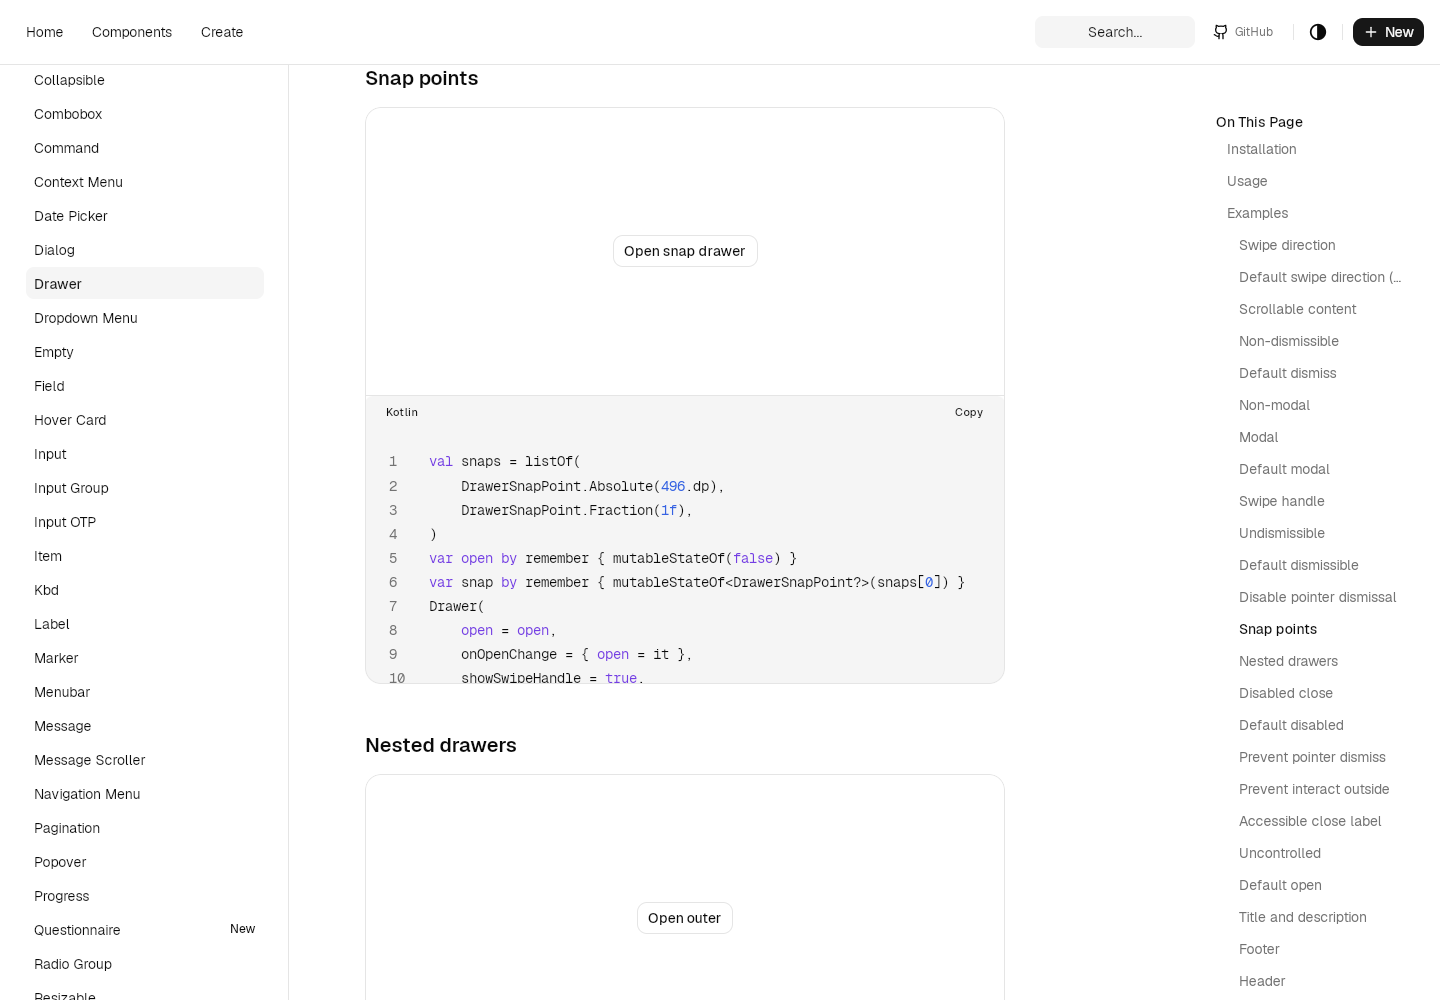 Home
Components
Create
Search...
GitHub
New
Collapsible
Combobox
Command
Context Menu
Date Picker
Dialog
Drawer
Dropdown Menu
Empty
Field
Hover Card
Input
Input Group
Input OTP
Item
Kbd
Label
Marker
Menubar
Message
Message Scroller
Navigation Menu
Pagination
Popover
Progress
Questionnaire New
Radio Group
Resizable
Snap points
Open snap drawer
Kotlin
Copy
1 val snaps = listOf(
2     DrawerSnapPoint.Absolute(496.dp),
3     DrawerSnapPoint.Fraction(1f),
4 )
5 var open by remember { mutableStateOf(false) }
6 var snap by remember { mutableStateOf<DrawerSnapPoint?>(snaps[0]) }
7 Drawer(
8     open = open,
9     onOpenChange = { open = it },
10     showSwipeHandle = true,
Nested drawers
Open outer
On This Page
Installation
Usage
Examples
Swipe direction
Default swipe direction (…
Scrollable content
Non-dismissible
Default dismiss
Non-modal
Modal
Default modal
Swipe handle
Undismissible
Default dismissible
Disable pointer dismissal
Snap points
Nested drawers
Disabled close
Default disabled
Prevent pointer dismiss
Prevent interact outside
Accessible close label
Uncontrolled
Default open
Title and description
Footer
Header